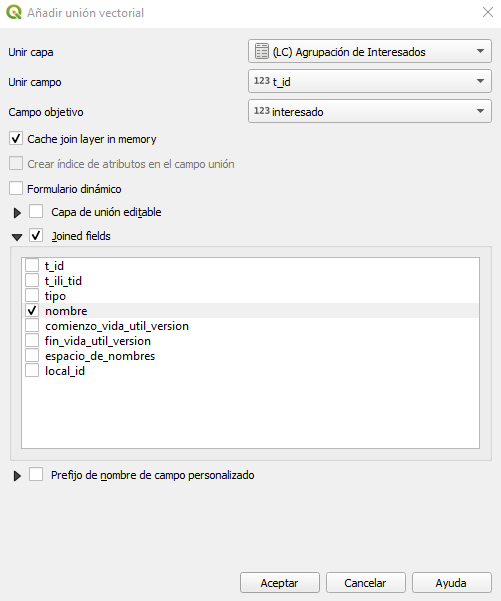 Añadir unión vectorial
Unir capa (LC) Agrupación de Interesados
Unir campo 123 t_id
Campo objetivo 123 interesado
Cache join layer in memory
Crear índice de atributos en el campo unión
Formulario dinámico
Capa de unión editable
Joined fields
t_id
t_ili_tid
tipo
nombre
comienzo_vida_util_version
fin_vida_util_version
espacio_de_nombres
local_id
Prefijo de nombre de campo personalizado
Aceptar Cancelar Ayuda